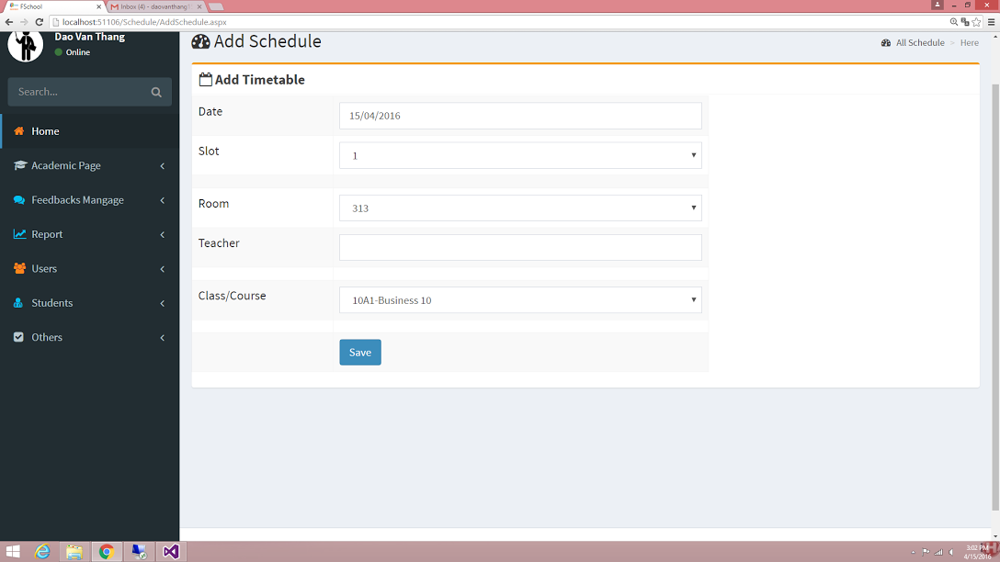 FSchool
Inbox (4) - daovanthang
localhost:51106/Schedule/AddSchedule.aspx
Dao Van Thang
Online
Search...
Home
Academic Page
Feedbacks Mangage
Report
Users
Students
Others
Add Schedule
All Schedule > Here
Add Timetable
Date
15/04/2016
Slot
1
Room
313
Teacher
Class/Course
10A1-Business 10
Save
3:02 PM
4/15/2016